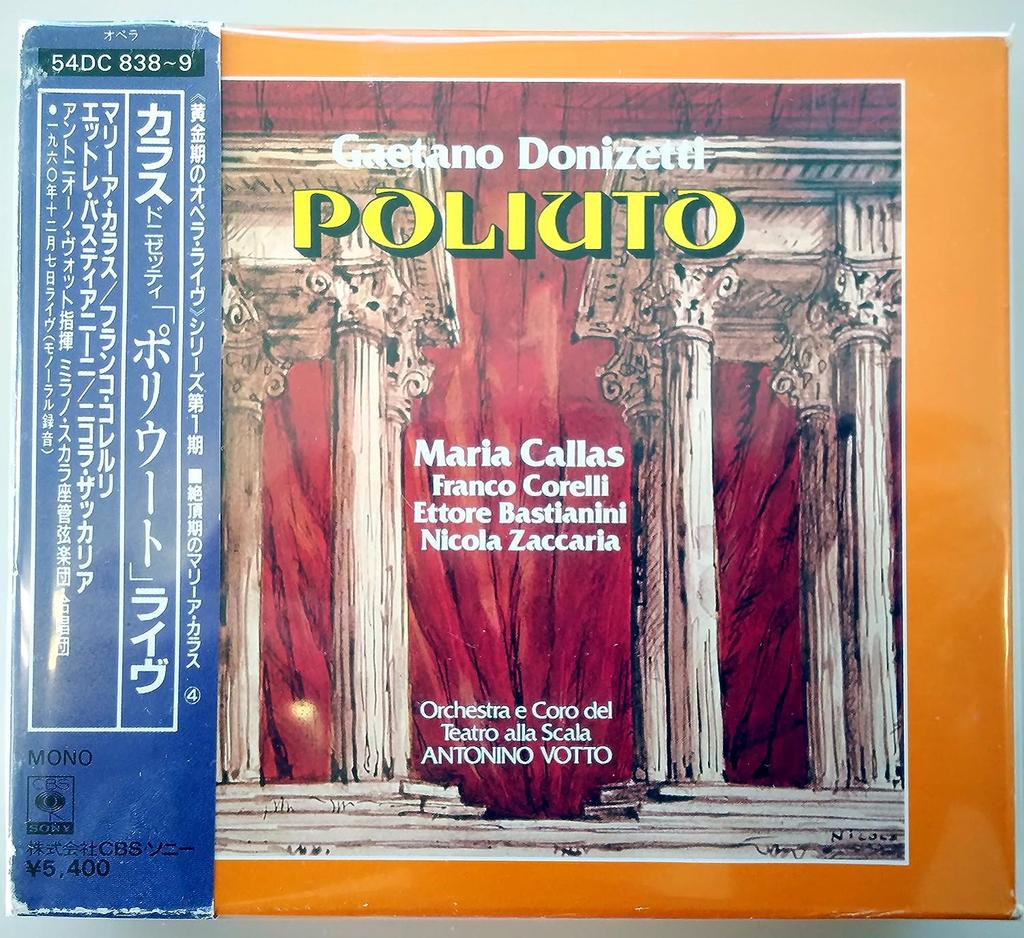 オペラ
54DC 838~9
《黄金期のオペラ・ライヴ》シリーズ第1期 ■絶頂期のマリーア・カラス ④
カラス ドニゼッティ「ポリウート」ライヴ
マリーア・カラス/フランコ・コレルリ
エットレ・バスティアニーニ/ニコラ・ザッカリア
アントニオーノ・ヴォット指揮 ミラノ・スカラ座管弦楽団・合唱団
●一九六〇年十二月七日ライヴ(モノーラル録音)
MONO
CBS
SONY
株式会社CBSソニー
¥5,400
Gaetano Donizetti
POLIUTO
Maria Callas
Franco Corelli
Ettore Bastianini
Nicola Zaccaria
Orchestra e Coro del
Teatro alla Scala
ANTONINO VOTTO